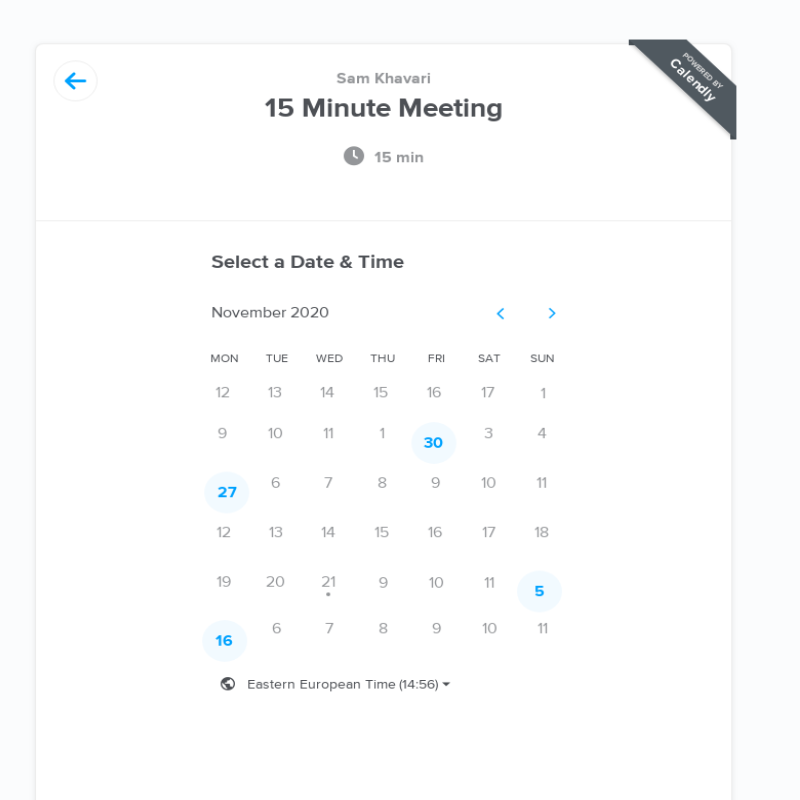 Sam Khavari
15 Minute Meeting
15 min
POWERED BY
Calendly
Select a Date & Time
November 2020
MON TUE WED THU FRI SAT SUN
12 13 14 15 16 17 1
9 10 11 1 30 3 4
27 6 7 8 9 10 11
12 13 14 15 16 17 18
19 20 21 9 10 11 5
16 6 7 8 9 10 11
Eastern European Time (14:56)